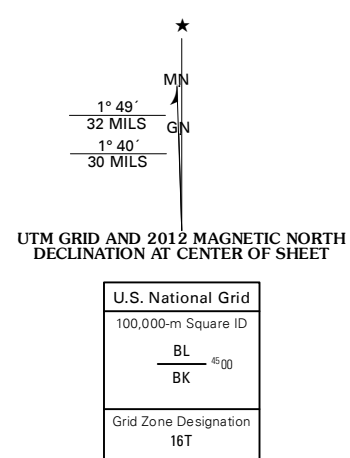 ★
MN
1° 49´
32 MILS
GN
1° 40´
30 MILS
UTM GRID AND 2012 MAGNETIC NORTH
DECLINATION AT CENTER OF SHEET
U.S. National Grid
100,000-m Square ID
BL
4500
BK
Grid Zone Designation
16T